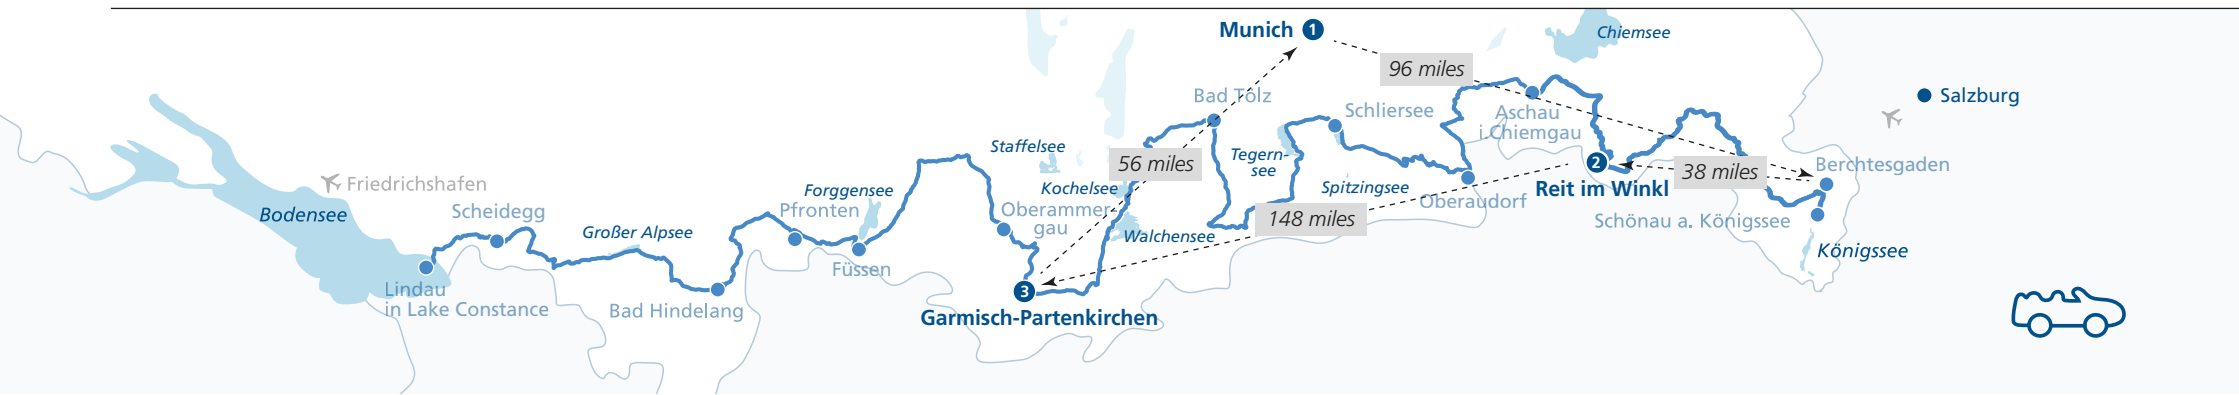 Munich 1
Chiemsee
96 miles
Bad Tölz
Schliersee
Salzburg
Aschau
i.Chiemgau
Staffelsee
56 miles
Tegern-
see
2
38 miles
Berchtesgaden
Friedrichshafen
Forggensee
Kochelsee
Spitzingsee
Reit im Winkl
Bodensee
Scheidegg
Pfronten
Oberammer-
gau
Oberaudorf
148 miles
Schönau a. Königssee
Großer Alpsee
Walchensee
Königssee
Füssen
Lindau
in Lake Constance
3
Bad Hindelang
Garmisch-Partenkirchen